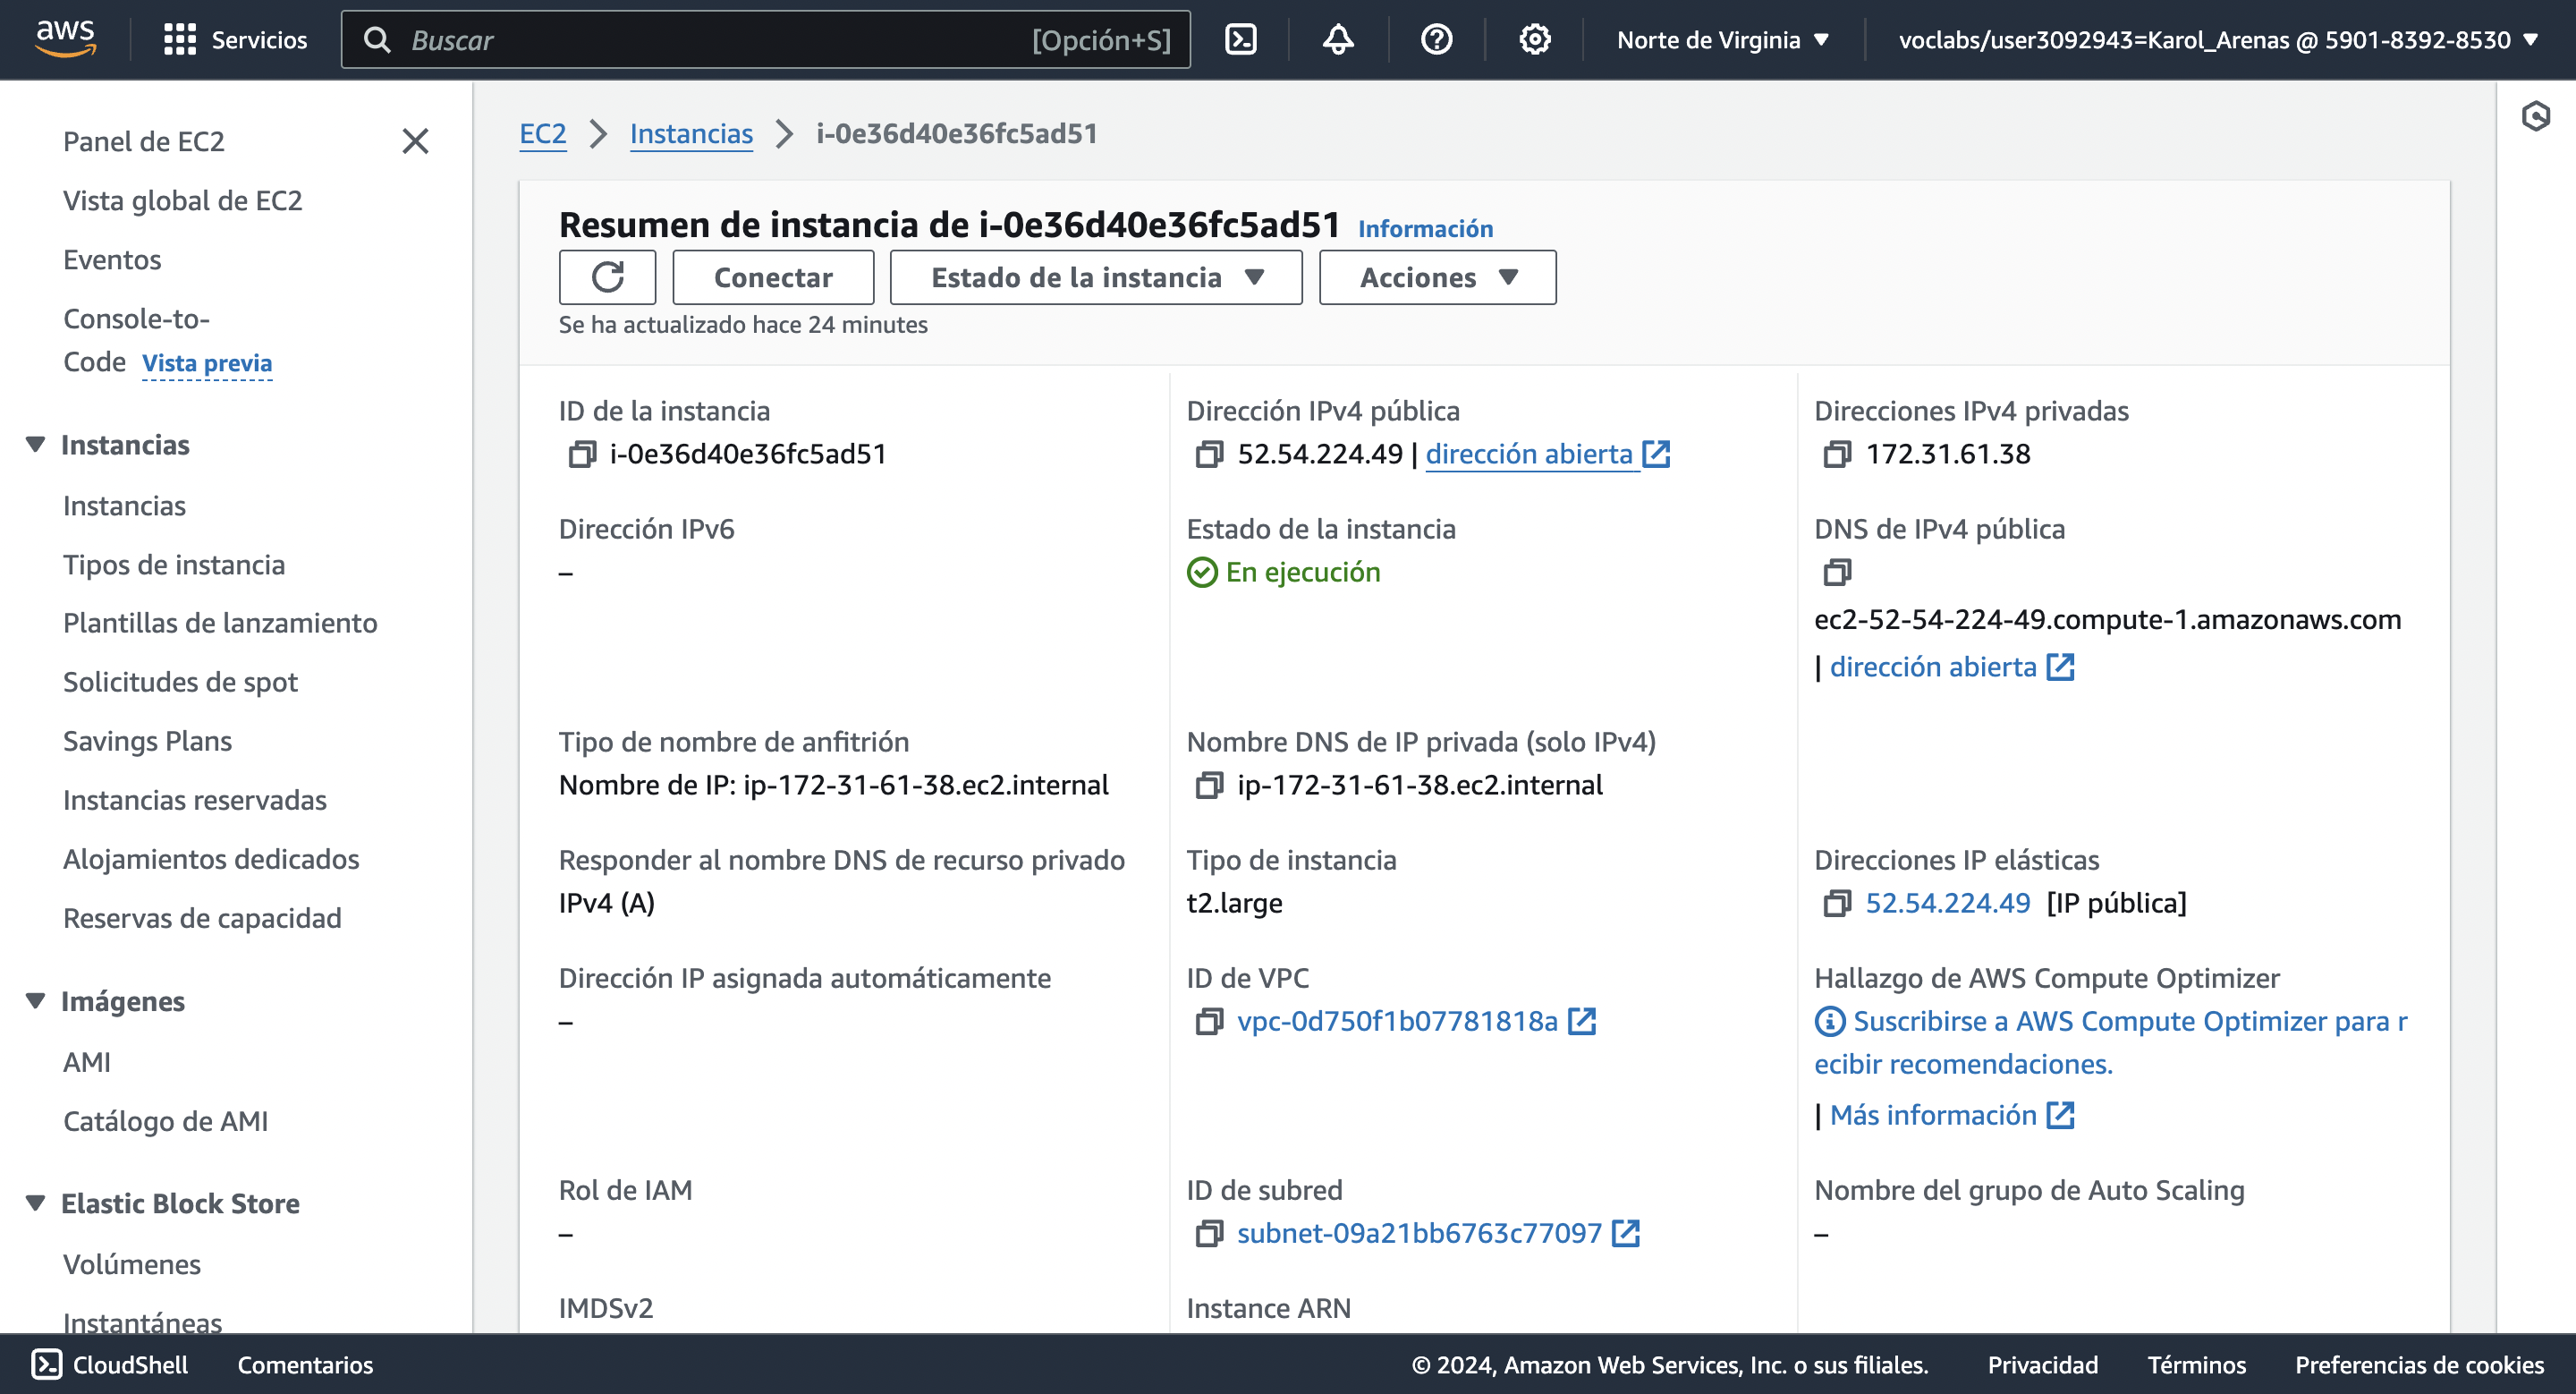 aws
Servicios
Buscar
[Opción+S]
Norte de Virginia
voclabs/user3092943=Karol_Arenas @ 5901-8392-8530
Panel de EC2
Vista global de EC2
Eventos
Console-to-
Code Vista previa
Instancias
Instancias
Tipos de instancia
Plantillas de lanzamiento
Solicitudes de spot
Savings Plans
Instancias reservadas
Alojamientos dedicados
Reservas de capacidad
Imágenes
AMI
Catálogo de AMI
Elastic Block Store
Volúmenes
Instantáneas
EC2 > Instancias > i-0e36d40e36fc5ad51
Resumen de instancia de i-0e36d40e36fc5ad51 Información
Conectar
Estado de la instancia
Acciones
Se ha actualizado hace 24 minutes
ID de la instancia
i-0e36d40e36fc5ad51
Dirección IPv4 pública
52.54.224.49 | dirección abierta
Direcciones IPv4 privadas
172.31.61.38
Dirección IPv6
–
Estado de la instancia
En ejecución
DNS de IPv4 pública
ec2-52-54-224-49.compute-1.amazonaws.com
| dirección abierta
Tipo de nombre de anfitrión
Nombre de IP: ip-172-31-61-38.ec2.internal
Nombre DNS de IP privada (solo IPv4)
ip-172-31-61-38.ec2.internal
Responder al nombre DNS de recurso privado
IPv4 (A)
Tipo de instancia
t2.large
Direcciones IP elásticas
52.54.224.49 [IP pública]
Dirección IP asignada automáticamente
–
ID de VPC
vpc-0d750f1b07781818a
Hallazgo de AWS Compute Optimizer
Suscribirse a AWS Compute Optimizer para r
ecibir recomendaciones.
| Más información
Rol de IAM
–
ID de subred
subnet-09a21bb6763c77097
Nombre del grupo de Auto Scaling
–
IMDSv2
Instance ARN
CloudShell
Comentarios
© 2024, Amazon Web Services, Inc. o sus filiales.
Privacidad
Términos
Preferencias de cookies